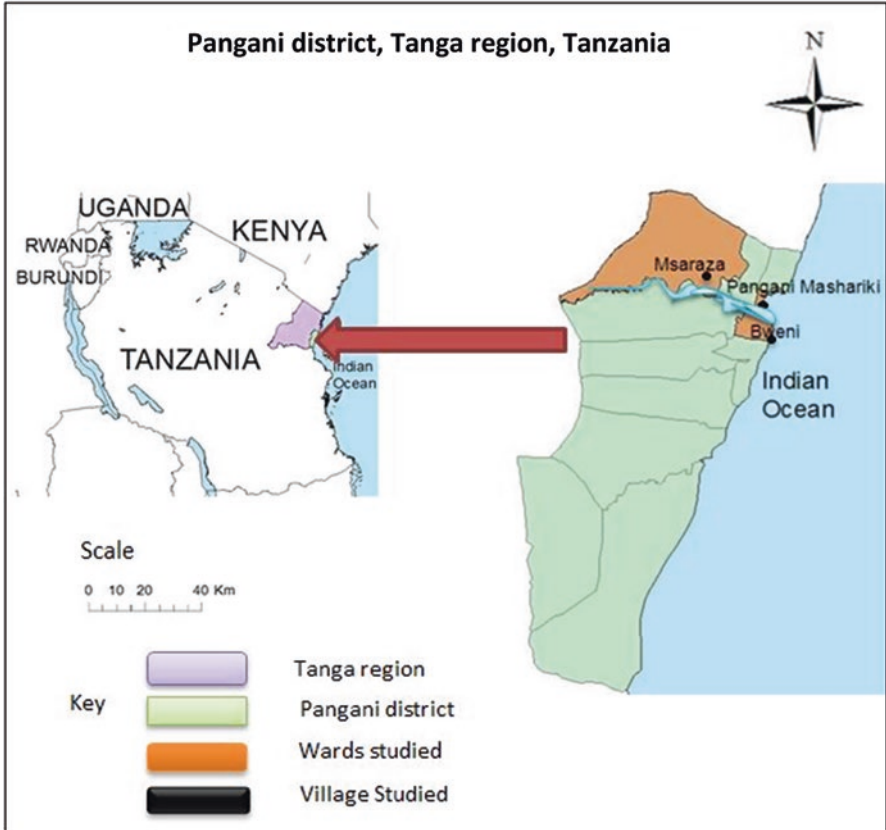 Pangani district, Tanga region, Tanzania
N
UGANDA
KENYA
RWANDA
BURUNDI
TANZANIA
Indian
Ocean
Msaraza
Pangani Mashariki
Bweni
Indian
Ocean
Scale
0 10 20 40 Km
Key
Tanga region
Pangani district
Wards studied
Village Studied